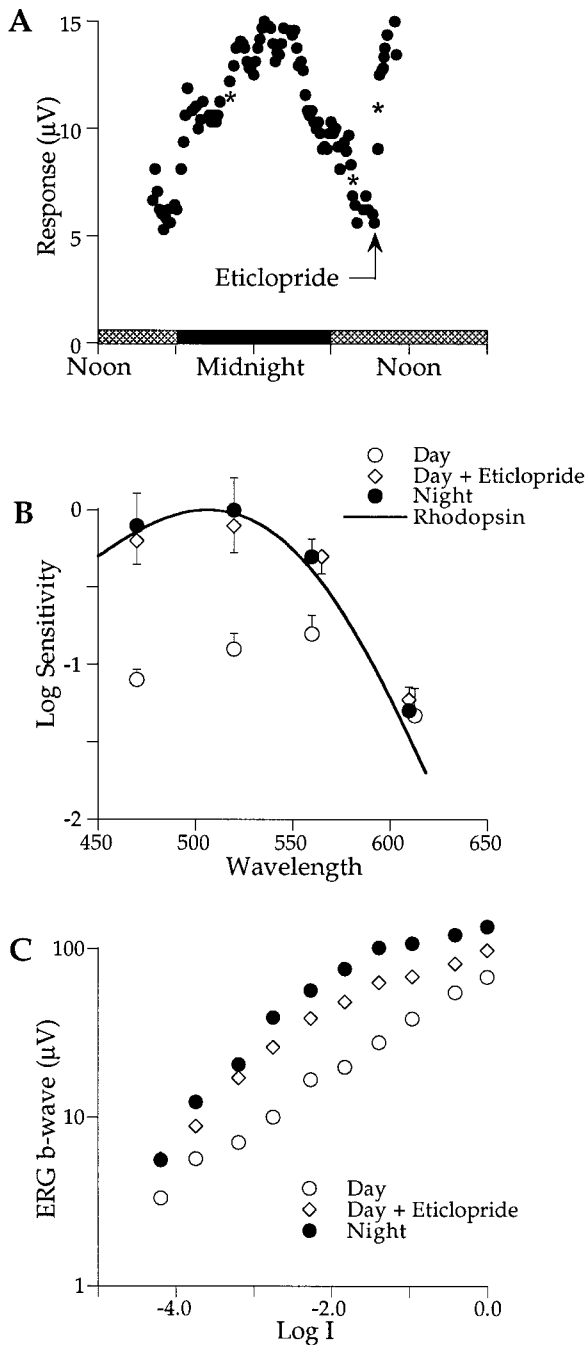 A
Response (µV)
15
10
5
0
*
*
*
Eticlopride
Noon
Midnight
Noon
B
Day
Day + Eticlopride
Night
Rhodopsin
Log Sensitivity
-0
-1
-2
450
500
550
600
650
Wavelength
C
ERG b-wave (µV)
100
10
1
Day
Day + Eticlopride
Night
-4.0
-2.0
0.0
Log I